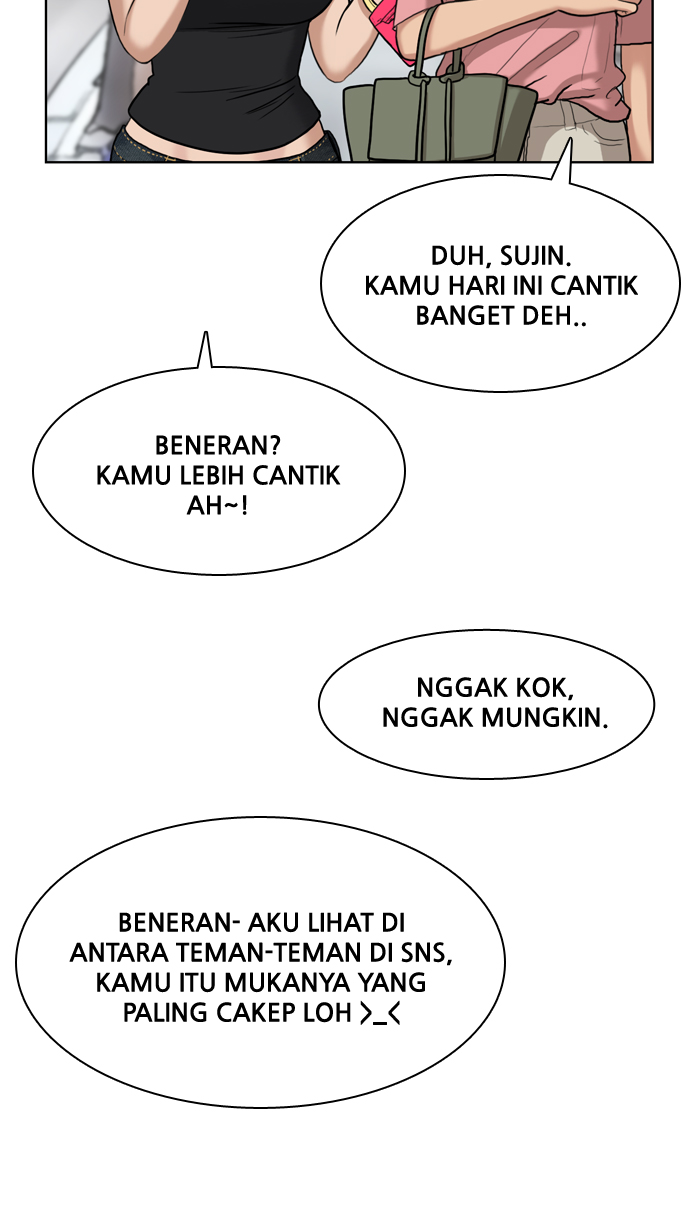 DUH, SUJIN.
KAMU HARI INI CANTIK
BANGET DEH..
BENERAN?
KAMU LEBIH CANTIK
AH~!
NGGAK KOK,
NGGAK MUNGKIN.
BENERAN- AKU LIHAT DI
ANTARA TEMAN-TEMAN DI SNS,
KAMU ITU MUKANYA YANG
PALING CAKEP LOH >_<